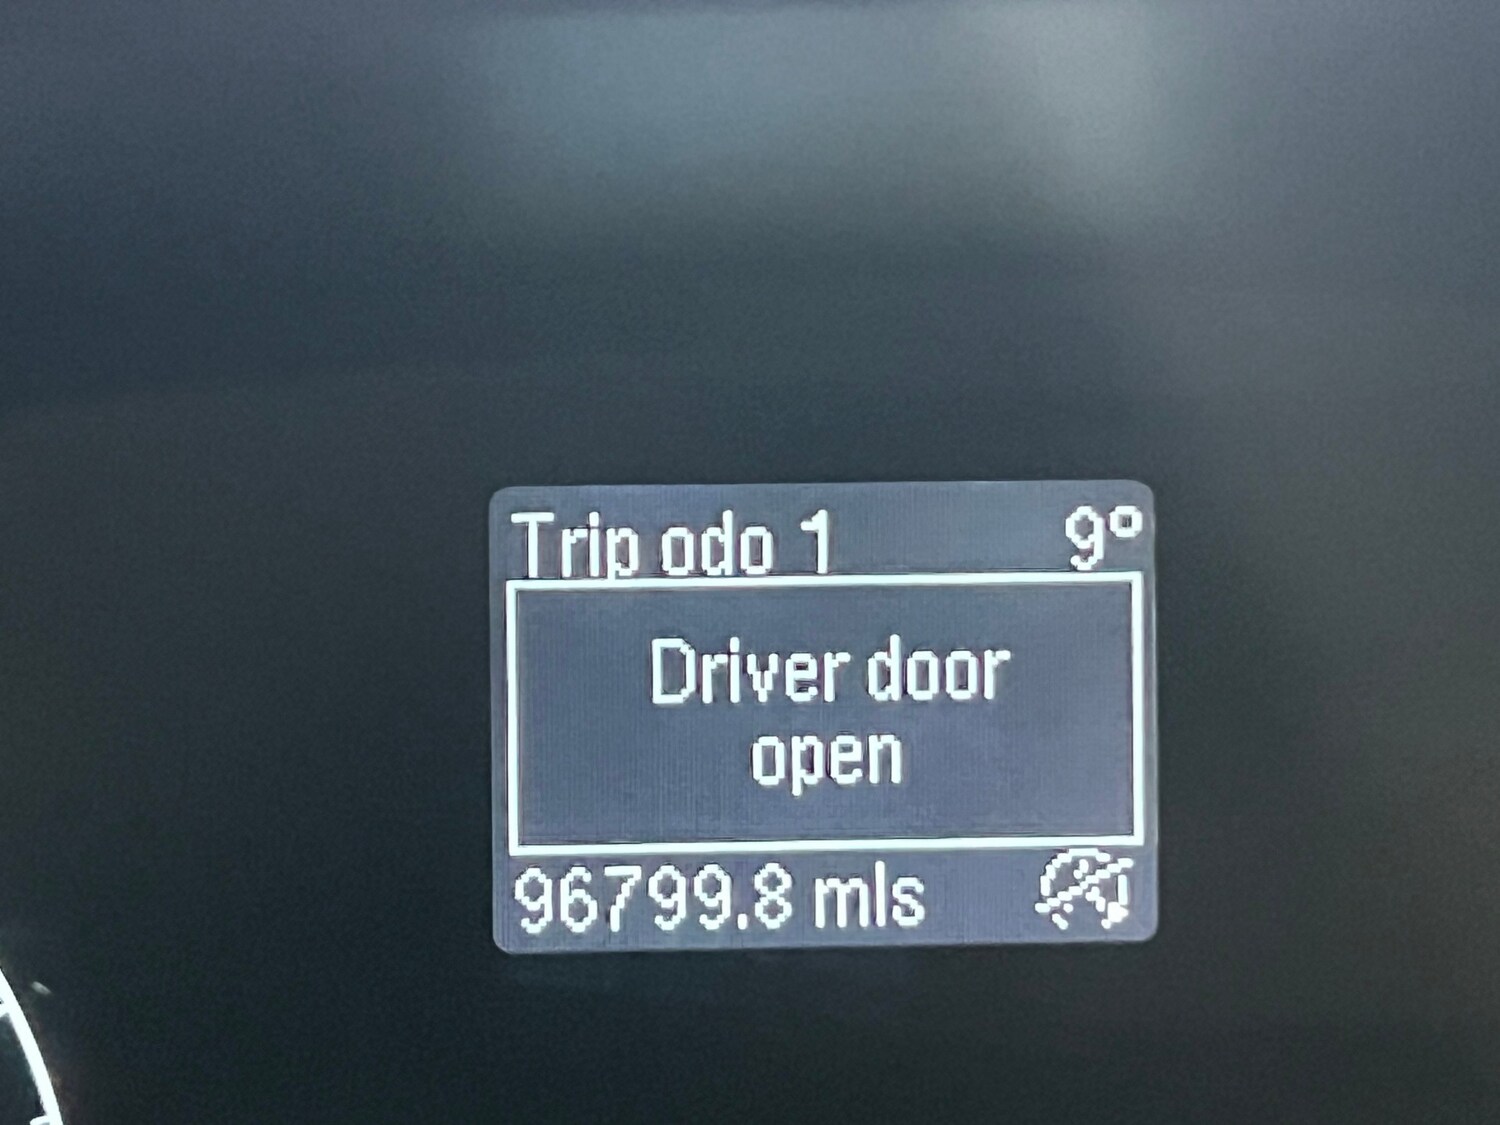 Trip odo 1 9°
Driver door
open
96799.8 mls